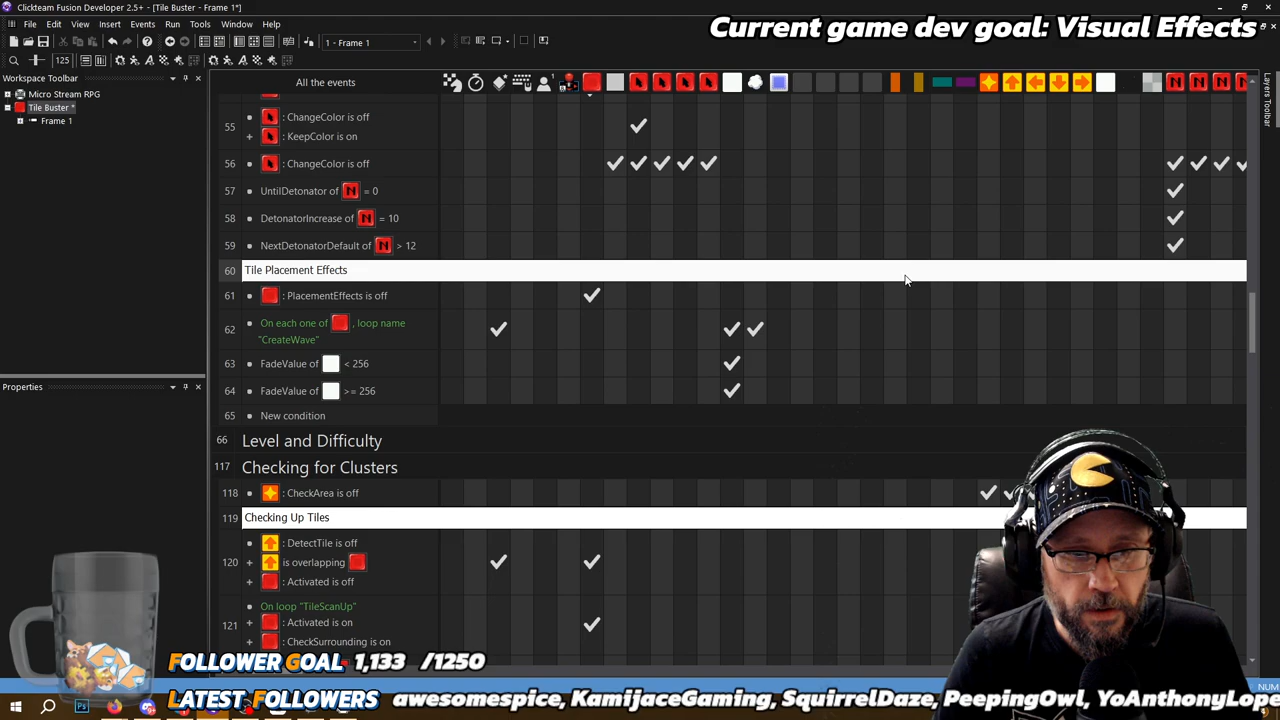 Clickteam Fusion Developer 2.5+ - [Tile Buster - Frame 1*]
Current game dev goal: Visual Effects
File Edit View Insert Events Run Tools Window Help
1 - Frame 1
123
Workspace Toolbar
Micro Stream RPG
Tile Buster *
Frame 1
Properties
Layers Toolbar
All the events
55 : ChangeColor is off
: KeepColor is on
56 : ChangeColor is off
57 UntilDetonator of N = 0
58 DetonatorIncrease of N = 10
59 NextDetonatorDefault of N > 12
60 Tile Placement Effects
61 : PlacementEffects is off
62 On each one of , loop name
"CreateWave"
63 FadeValue of < 256
64 FadeValue of >= 256
65 New condition
66 Level and Difficulty
117 Checking for Clusters
118 : CheckArea is off
119 Checking Up Tiles
120 : DetectTile is off
is overlapping
: Activated is off
121 On loop "TileScanUp"
: Activated is on
: CheckSurrounding is on
Follower Goal 1,133 /1250
Latest Followers awesomespice, KamijaceGaming, SquirrelDaze, PeepingOwl, YoAnthonyLope
NUM